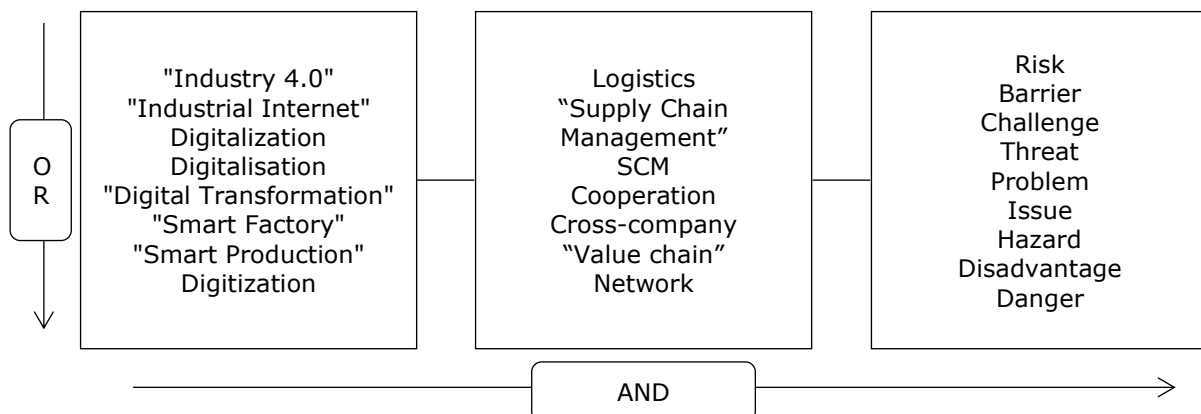 O
R
"Industry 4.0"
"Industrial Internet"
Digitalization
Digitalisation
"Digital Transformation"
"Smart Factory"
"Smart Production"
Digitization
Logistics
“Supply Chain
Management”
SCM
Cooperation
Cross-company
“Value chain”
Network
Risk
Barrier
Challenge
Threat
Problem
Issue
Hazard
Disadvantage
Danger
AND